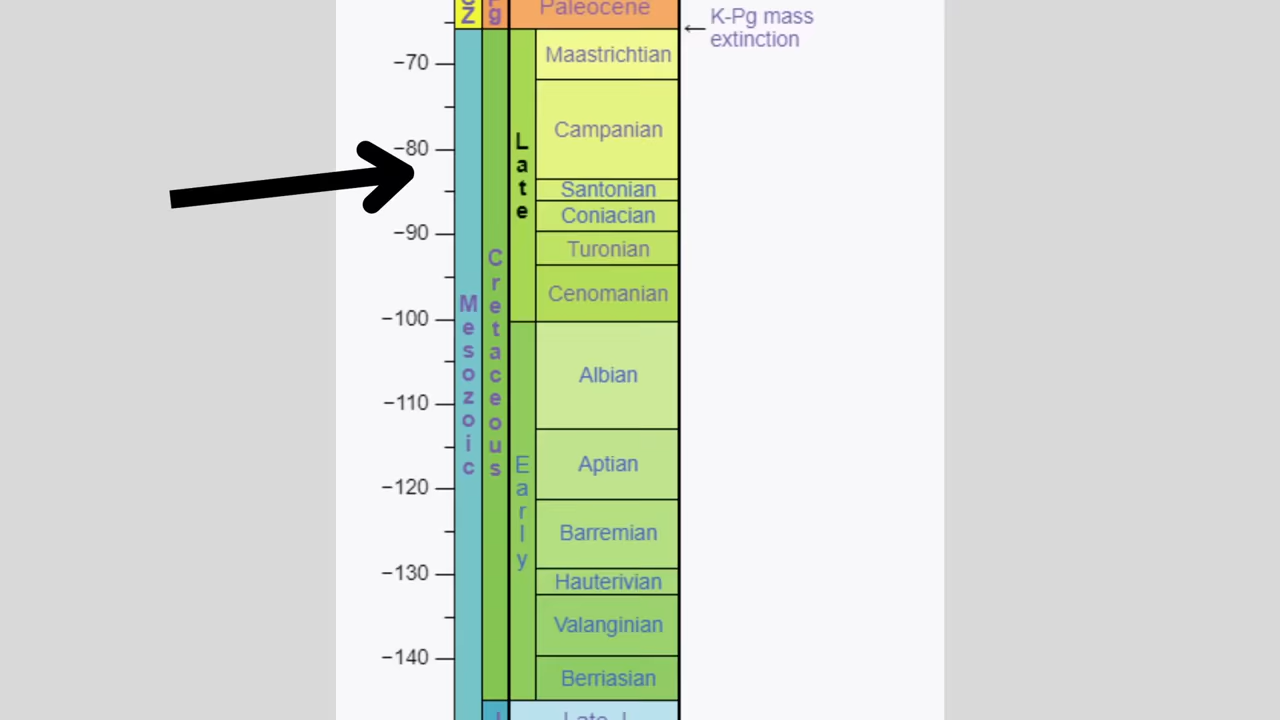 Z
g
Paleocene
K-Pg mass
extinction
−70
Maastrichtian
Campanian
−80
Late
Santonian
Coniacian
−90
Turonian
Cretaceous
Cenomanian
Mesozoic
−100
Albian
−110
Aptian
Early
−120
Barremian
−130
Hauterivian
Valanginian
−140
Berriasian